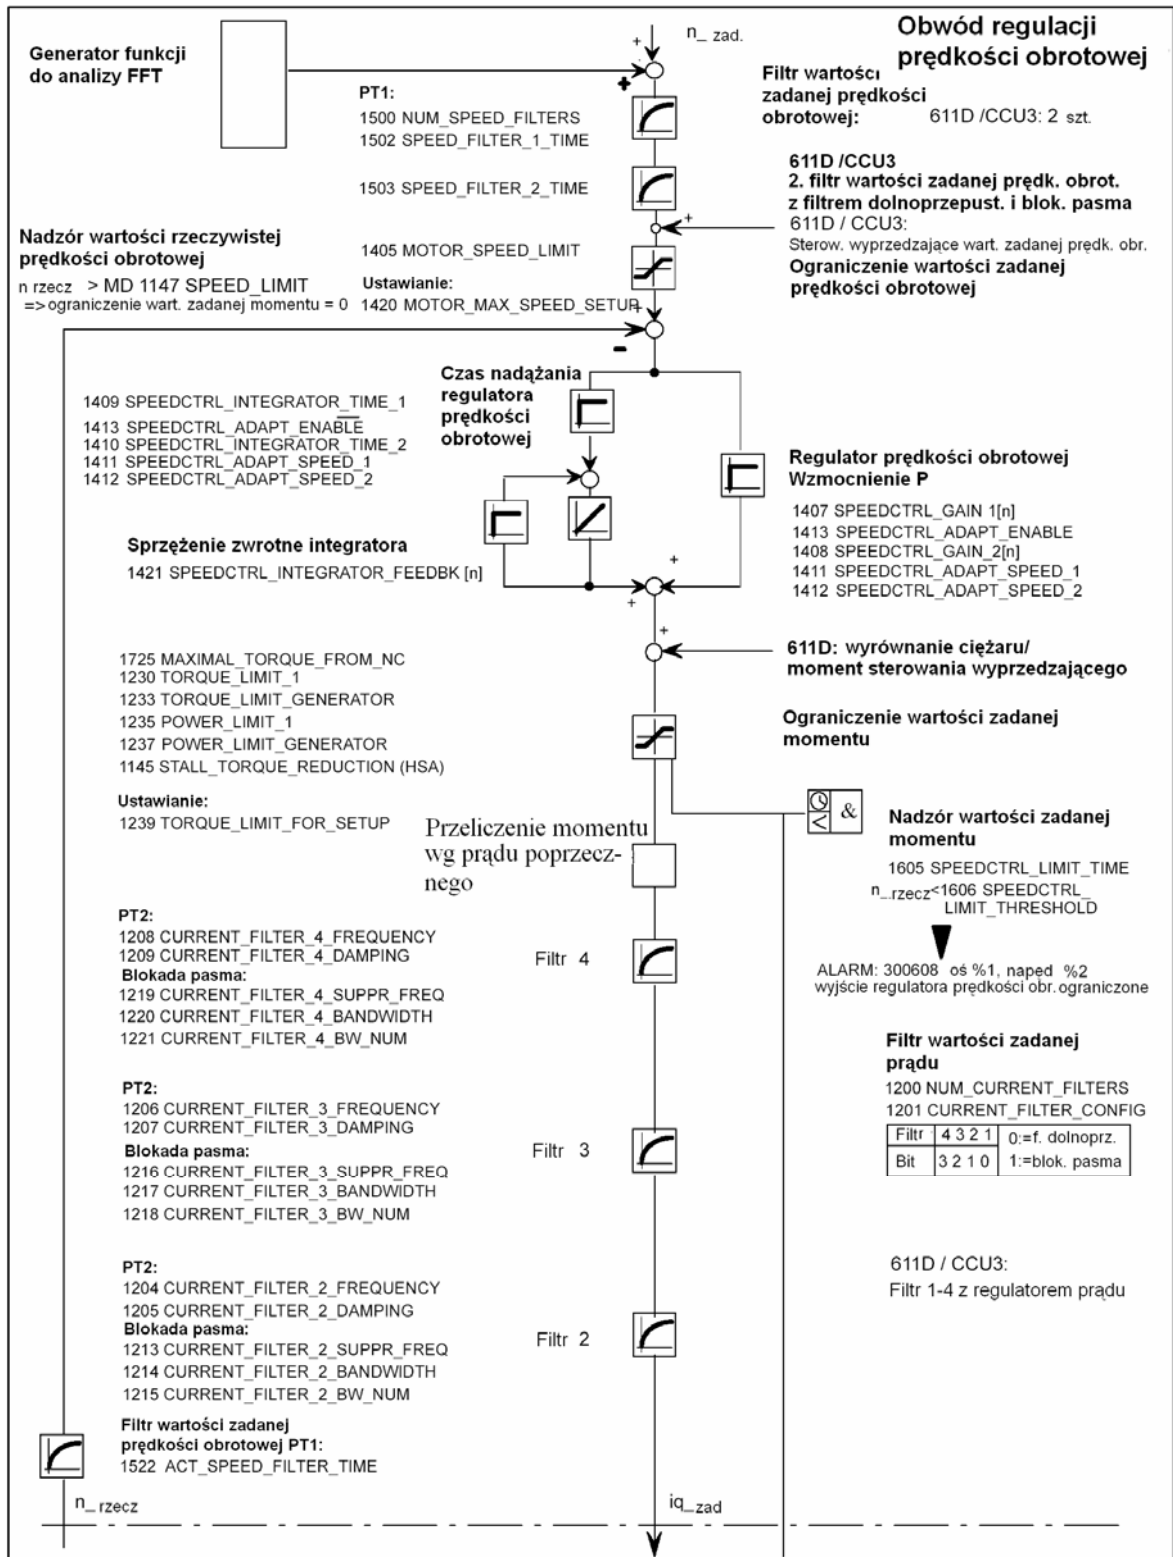 Obwód regulacji
prędkości obrotowej
n_ zad.
+
Generator funkcji
do analizy FFT
+
Filtr wartości
zadanej prędkości
obrotowej:
611D /CCU3: 2 szt.
PT1:
1500 NUM_SPEED_FILTERS
1502 SPEED_FILTER_1_TIME
1503 SPEED_FILTER_2_TIME
611D /CCU3
2. filtr wartości zadanej prędk. obrot.
z filtrem dolnoprzepust. i blok. pasma
+
611D / CCU3:
Sterow. wyprzedzające wart. zadanej prędk. obr.
Ograniczenie wartości zadanej
prędkości obrotowej
Nadzór wartości rzeczywistej
prędkości obrotowej
n rzecz > MD 1147 SPEED_LIMIT
=> ograniczenie wart. zadanej momentu = 0
1405 MOTOR_SPEED_LIMIT
Ustawianie:
1420 MOTOR_MAX_SPEED_SETUP
+
-
Czas nadążania
regulatora
prędkości
obrotowej
1409 SPEEDCTRL_INTEGRATOR_TIME_1
1413 SPEEDCTRL_ADAPT_ENABLE
1410 SPEEDCTRL_INTEGRATOR_TIME_2
1411 SPEEDCTRL_ADAPT_SPEED_1
1412 SPEEDCTRL_ADAPT_SPEED_2
Regulator prędkości obrotowej
Wzmocnienie P
1407 SPEEDCTRL_GAIN 1[n]
1413 SPEEDCTRL_ADAPT_ENABLE
1408 SPEEDCTRL_GAIN_2[n]
1411 SPEEDCTRL_ADAPT_SPEED_1
1412 SPEEDCTRL_ADAPT_SPEED_2
Sprzężenie zwrotne integratora
1421 SPEEDCTRL_INTEGRATOR_FEEDBK [n]
+
+
+
611D: wyrównanie ciężaru/
moment sterowania wyprzedzającego
1725 MAXIMAL_TORQUE_FROM_NC
1230 TORQUE_LIMIT_1
1233 TORQUE_LIMIT_GENERATOR
1235 POWER_LIMIT_1
1237 POWER_LIMIT_GENERATOR
1145 STALL_TORQUE_REDUCTION (HSA)
Ograniczenie wartości zadanej
momentu
Ustawianie:
1239 TORQUE_LIMIT_FOR_SETUP
Przeliczenie momentu
wg prądu poprzecz-
nego
< &
Nadzór wartości zadanej
momentu
1605 SPEEDCTRL_LIMIT_TIME
n_rzecz<1606 SPEEDCTRL_
LIMIT_THRESHOLD
ALARM: 300608 oś %1, napęd %2
wyjście regulatora prędkości obr. ograniczone
PT2:
1208 CURRENT_FILTER_4_FREQUENCY
1209 CURRENT_FILTER_4_DAMPING
Blokada pasma:
1219 CURRENT_FILTER_4_SUPPR_FREQ
1220 CURRENT_FILTER_4_BANDWIDTH
1221 CURRENT_FILTER_4_BW_NUM
Filtr 4
Filtr wartości zadanej
prądu
1200 NUM_CURRENT_FILTERS
1201 CURRENT_FILTER_CONFIG
Filtr 4 3 2 1 0:=f. dolnoprz.
Bit 3 2 1 0 1:=blok. pasma
PT2:
1206 CURRENT_FILTER_3_FREQUENCY
1207 CURRENT_FILTER_3_DAMPING
Blokada pasma:
1216 CURRENT_FILTER_3_SUPPR_FREQ
1217 CURRENT_FILTER_3_BANDWIDTH
1218 CURRENT_FILTER_3_BW_NUM
Filtr 3
611D / CCU3:
Filtr 1-4 z regulatorem prądu
PT2:
1204 CURRENT_FILTER_2_FREQUENCY
1205 CURRENT_FILTER_2_DAMPING
Blokada pasma:
1213 CURRENT_FILTER_2_SUPPR_FREQ
1214 CURRENT_FILTER_2_BANDWIDTH
1215 CURRENT_FILTER_2_BW_NUM
Filtr 2
Filtr wartości zadanej
prędkości obrotowej PT1:
1522 ACT_SPEED_FILTER_TIME
n_rzecz
iq_zad